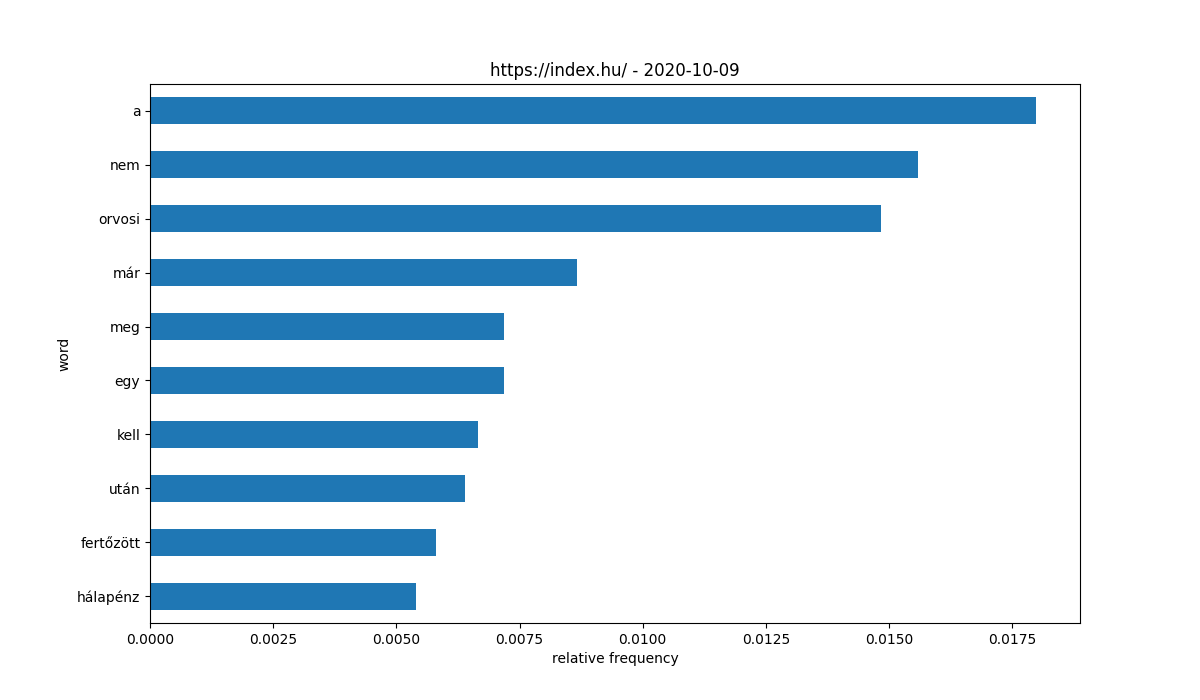 https://index.hu/ - 2020-10-09
a
nem
orvosi
már
meg
egy
kell
után
fertőzött
hálapénz
word
0.0000 0.0025 0.0050 0.0075 0.0100 0.0125 0.0150 0.0175
relative frequency